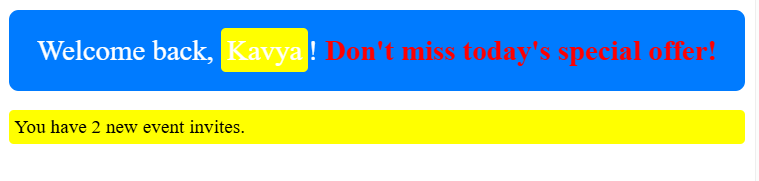 Welcome back, Kavya! Don't miss today's special offer!
You have 2 new event invites.